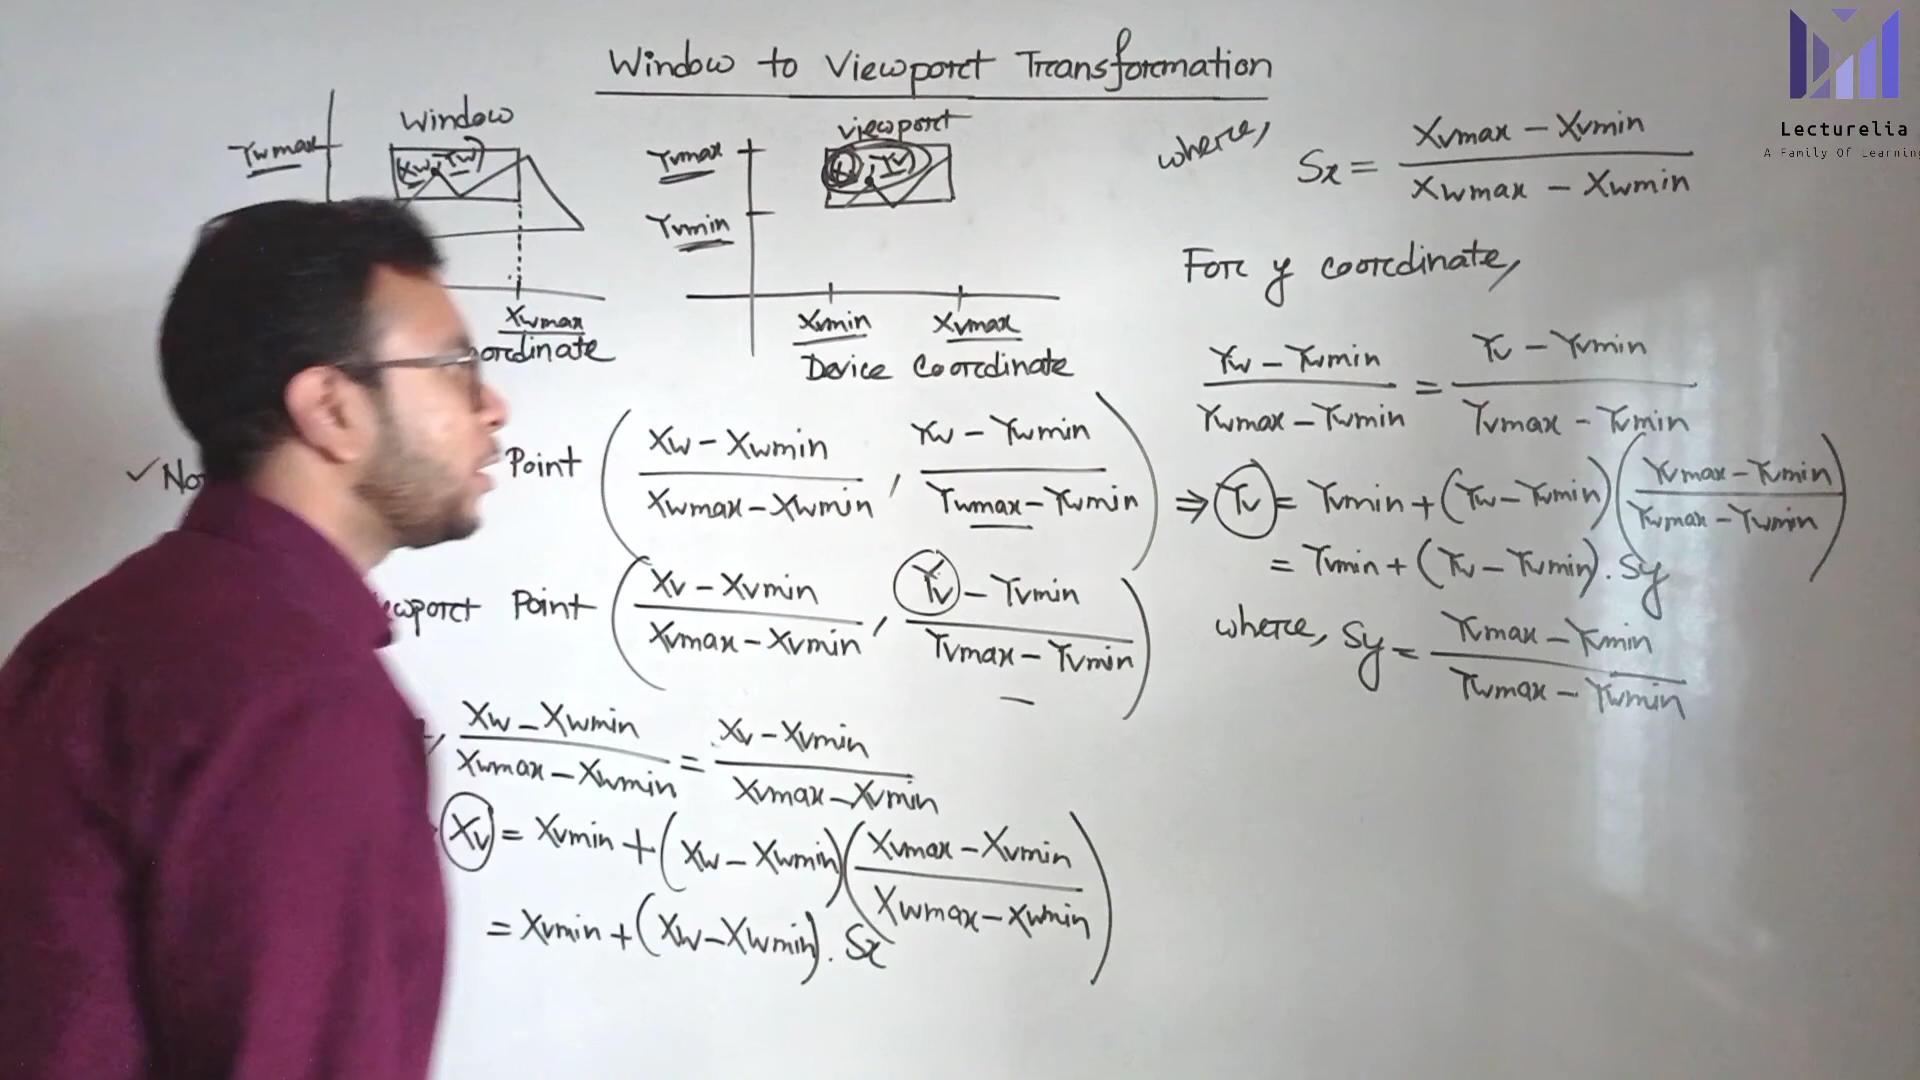 Window to Viewport Transformation
Lecturelia
A Family Of Learning
Window
Ywmax
(Xw, Yw)
Xwmax
ordinate
viewport
Yvmax
Yvmin
Xvmin Xvmax
Device Coordinate
✓ No
Point ( (Xw - Xwmin) / (Xwmax - Xwmin) , (Yw - Ywmin) / (Ywmax - Ywmin) )
ewport Point ( (Xv - Xvmin) / (Xvmax - Xvmin) , (Yv - Yvmin) / (Yvmax - Yvmin) )
, (Xw - Xwmin) / (Xwmax - Xwmin) = (Xv - Xvmin) / (Xvmax - Xvmin)
Xv = Xvmin + (Xw - Xwmin) ( (Xvmax - Xvmin) / (Xwmax - Xwmin) )
= Xvmin + (Xw - Xwmin) . Sx
where, Sx = (Xvmax - Xvmin) / (Xwmax - Xwmin)
For y coordinate,
(Yw - Ywmin) / (Ywmax - Ywmin) = (Yv - Yvmin) / (Yvmax - Yvmin)
⇒ Yv = Yvmin + (Yw - Ywmin) ( (Yvmax - Yvmin) / (Ywmax - Ywmin) )
= Yvmin + (Yv - Yvmin) . Sy
where, Sy = (Yvmax - Yvmin) / (Ywmax - Ywmin)